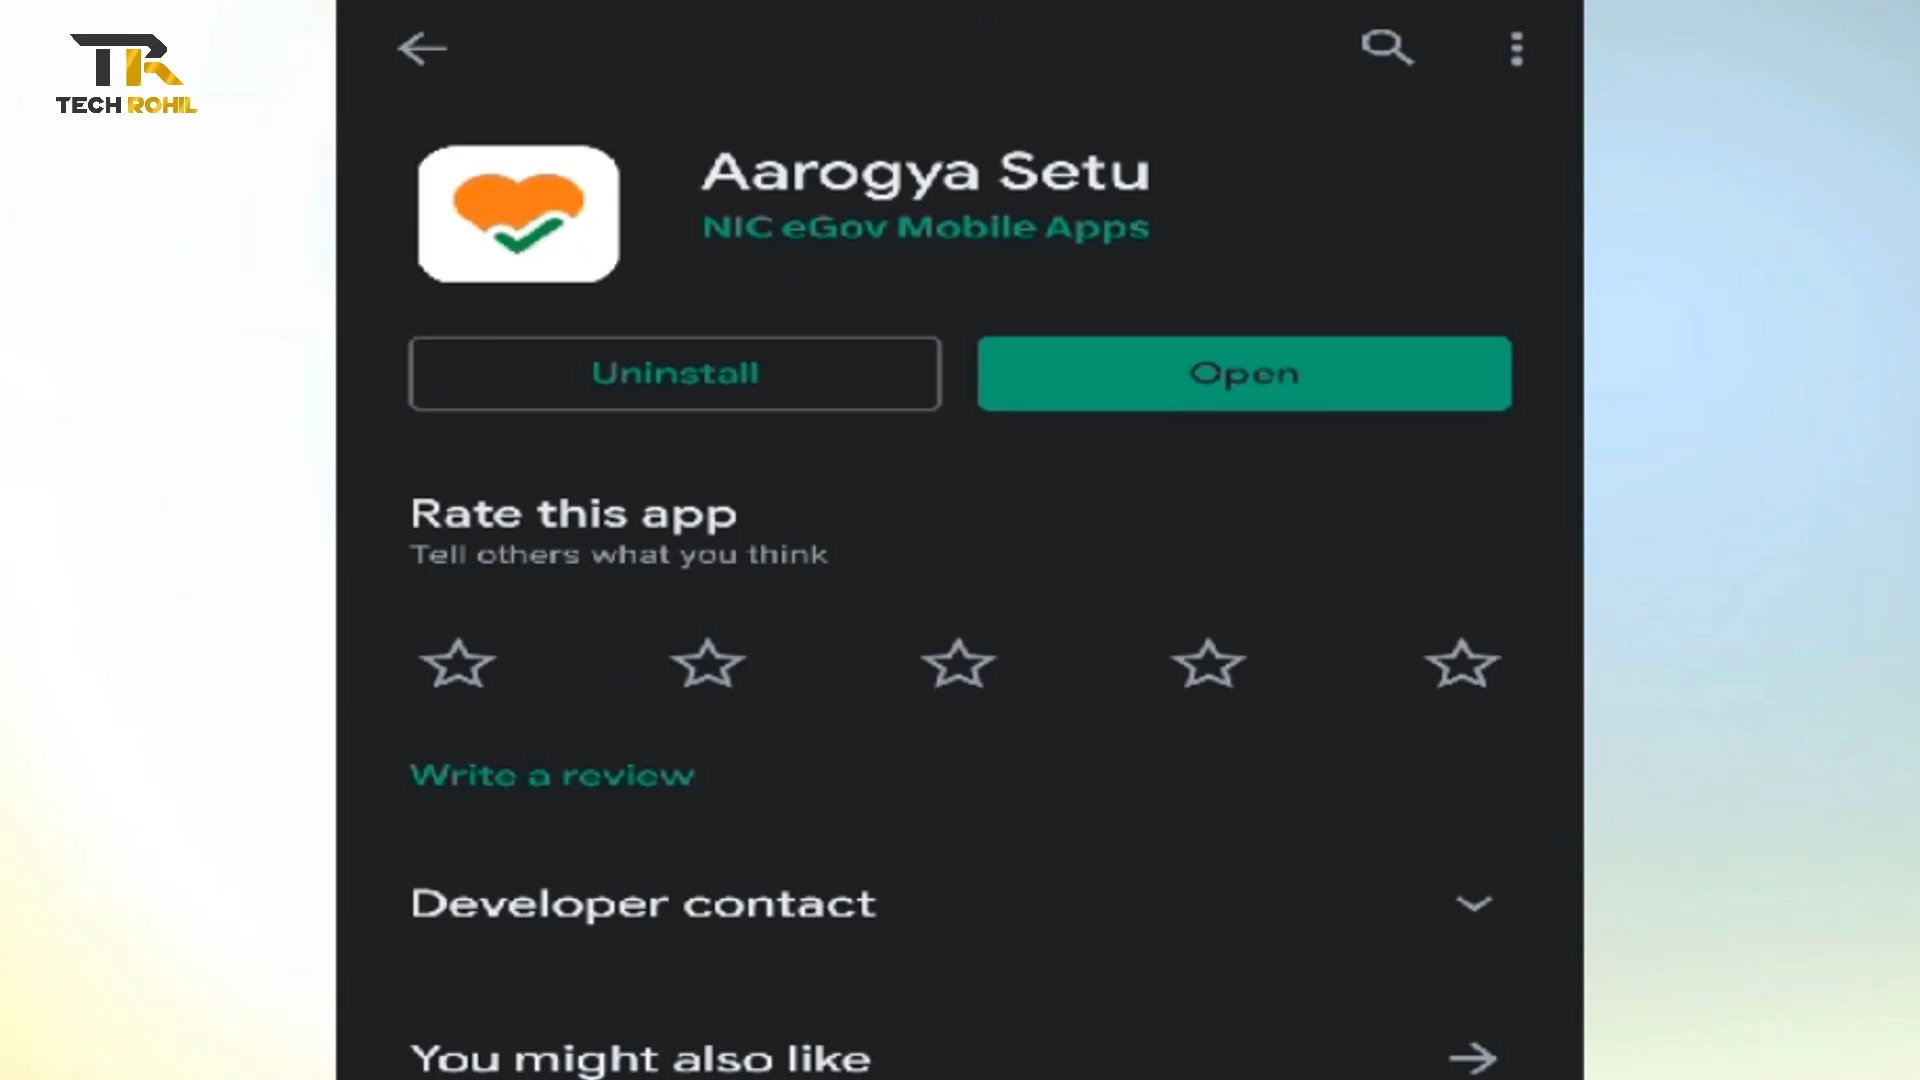 TR
TECH ROHIL
Aarogya Setu
NIC eGov Mobile Apps
Uninstall
Open
Rate this app
Tell others what you think
Write a review
Developer contact
You might also like